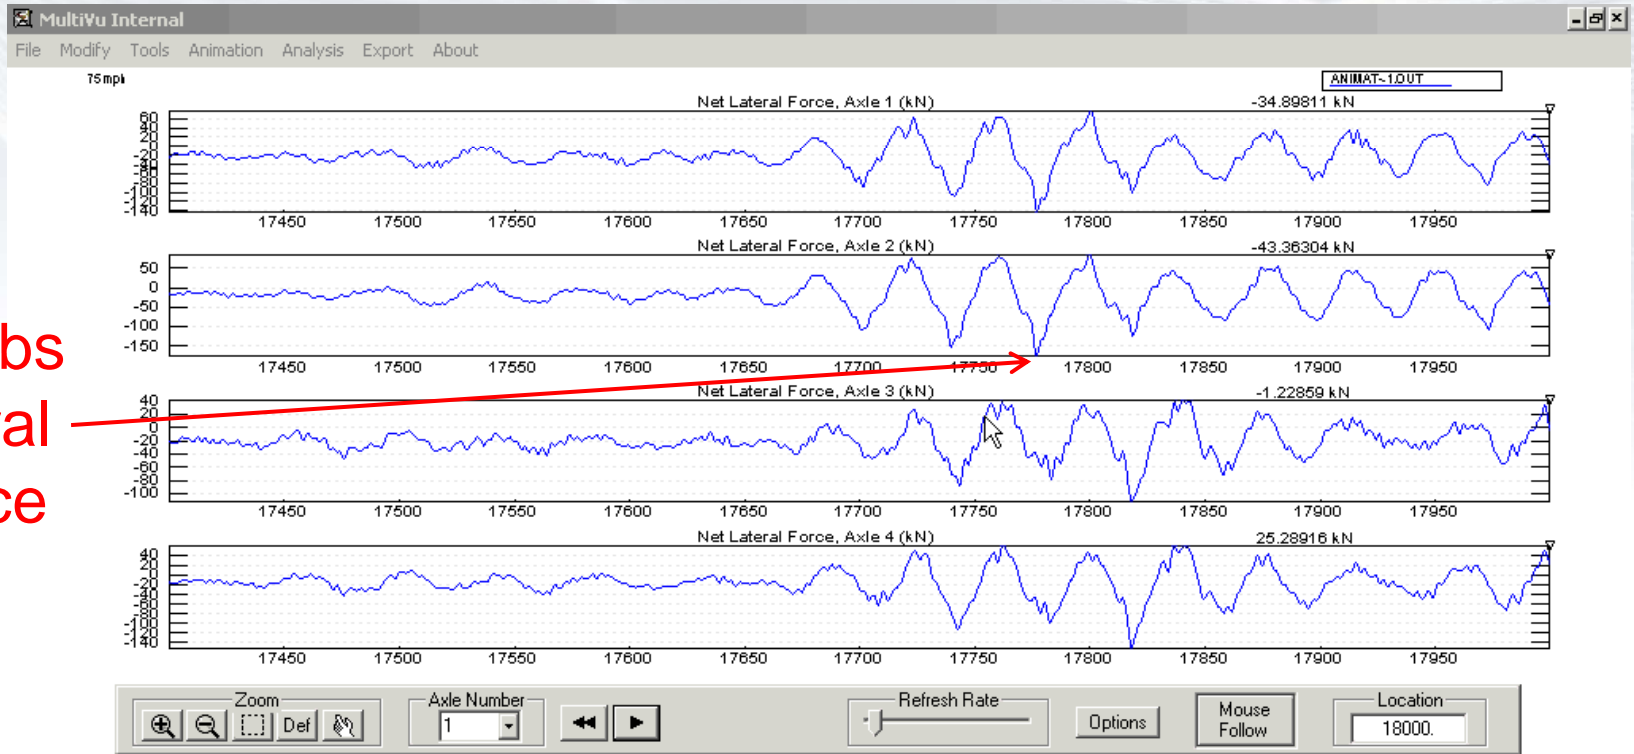 MultiVu Internal
File Modify Tools Animation Analysis Export About
75 mph
ANIMAT~1.OUT
Net Lateral Force, Axle 1 (kN) -34.89811 kN
60
40
20
-20
-40
-80
-100
-120
-140
17450 17500 17550 17600 17650 17700 17750 17800 17850 17900 17950
Net Lateral Force, Axle 2 (kN) -43.36304 kN
50
0
-50
-100
-150
17450 17500 17550 17600 17650 17700 17750 17800 17850 17900 17950
bs
al
ce
Net Lateral Force, Axle 3 (kN) -1.22859 kN
40
20
0
-20
-40
-60
-80
-100
17450 17500 17550 17600 17650 17700 17750 17800 17850 17900 17950
Net Lateral Force, Axle 4 (kN) 25.28916 kN
40
20
-20
-40
-60
-80
-100
-140
17450 17500 17550 17600 17650 17700 17750 17800 17850 17900 17950
Zoom Axle Number Refresh Rate Location
Def 1 Options Mouse Follow 18000.